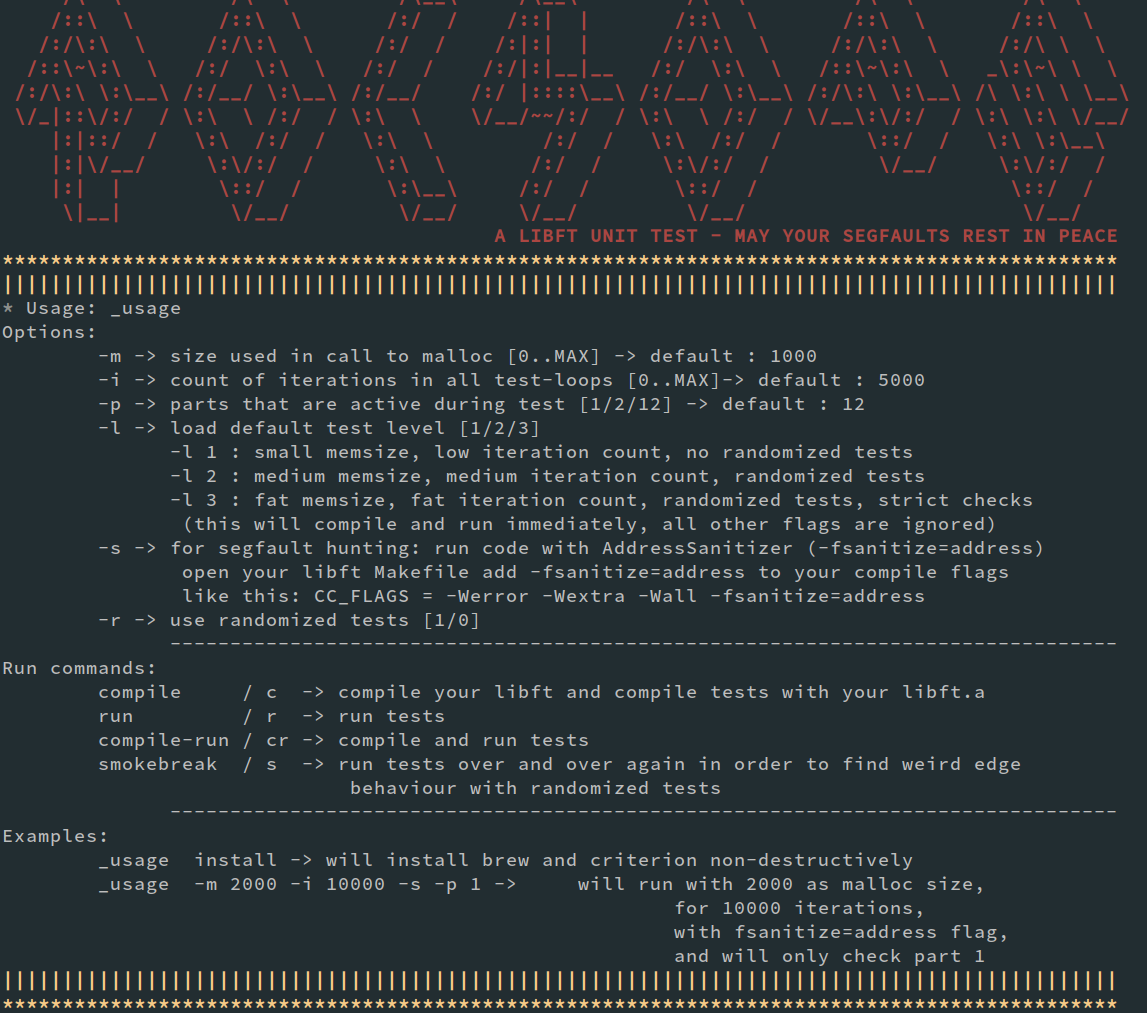 A LIBFT UNIT TEST - MAY YOUR SEGFAULTS REST IN PEACE
* Usage: _usage
Options:
-m -> size used in call to malloc [0..MAX] -> default : 1000
-i -> count of iterations in all test-loops [0..MAX]-> default : 5000
-p -> parts that are active during test [1/2/12] -> default : 12
-l -> load default test level [1/2/3]
-l 1 : small memsize, low iteration count, no randomized tests
-l 2 : medium memsize, medium iteration count, randomized tests
-l 3 : fat memsize, fat iteration count, randomized tests, strict checks
(this will compile and run immediately, all other flags are ignored)
-s -> for segfault hunting: run code with AddressSanitizer (-fsanitize=address)
open your libft Makefile add -fsanitize=address to your compile flags
like this: CC_FLAGS = -Werror -Wextra -Wall -fsanitize=address
-r -> use randomized tests [1/0]
Run commands:
compile / c -> compile your libft and compile tests with your libft.a
run / r -> run tests
compile-run / cr -> compile and run tests
smokebreak / s -> run tests over and over again in order to find weird edge
behaviour with randomized tests
Examples:
_usage install -> will install brew and criterion non-destructively
_usage -m 2000 -i 10000 -s -p 1 -> will run with 2000 as malloc size,
for 10000 iterations,
with fsanitize=address flag,
and will only check part 1